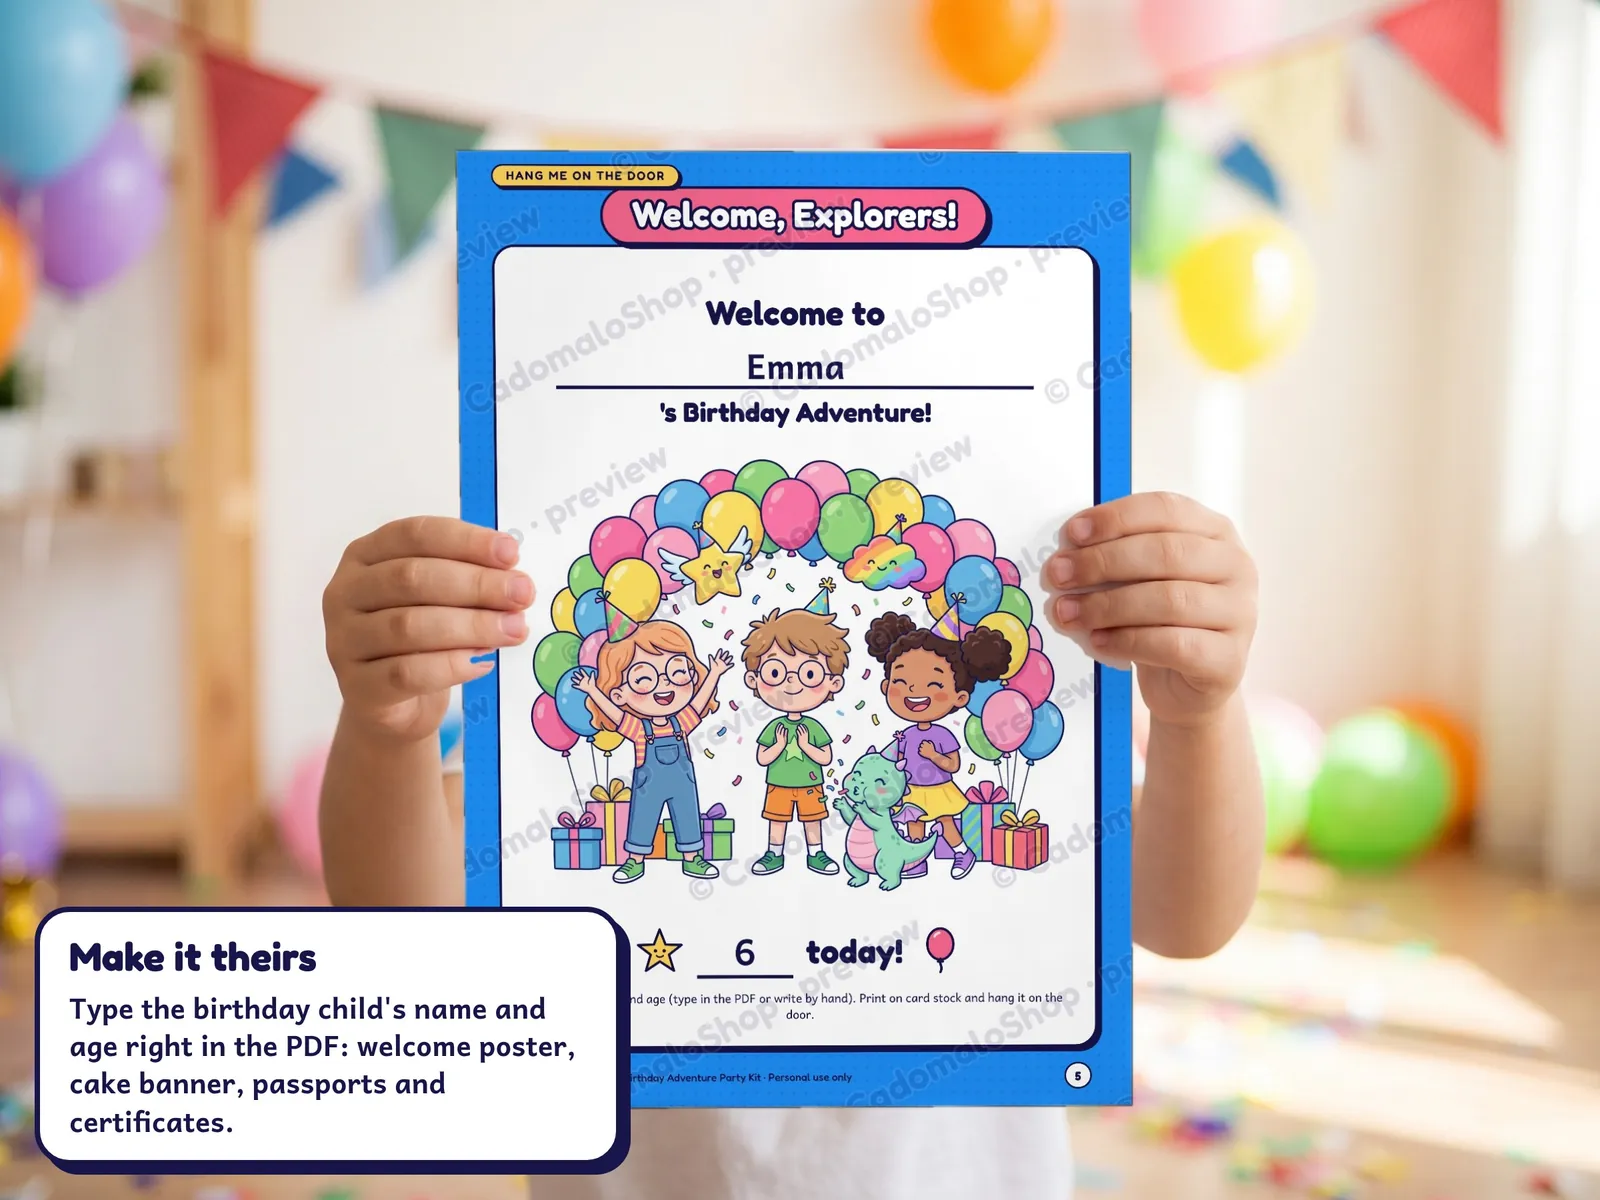 HANG ME ON THE DOOR
Welcome, Explorers!
Welcome to
Emma
's Birthday Adventure!
6 today!
nd age (type in the PDF or write by hand). Print on card stock and hang it on the
door.
irthday Adventure Party Kit · Personal use only
5
Make it theirs
Type the birthday child's name and
age right in the PDF: welcome poster,
cake banner, passports and
certificates.
© CadomaloShop · preview